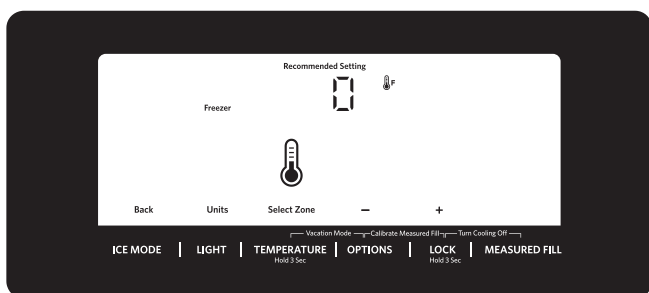 Recommended Setting
0 F
Freezer
Back Units Select Zone – +
Vacation Mode Calibrate Measured Fill Turn Cooling Off
ICE MODE LIGHT TEMPERATURE OPTIONS LOCK MEASURED FILL
Hold 3 Sec Hold 3 Sec